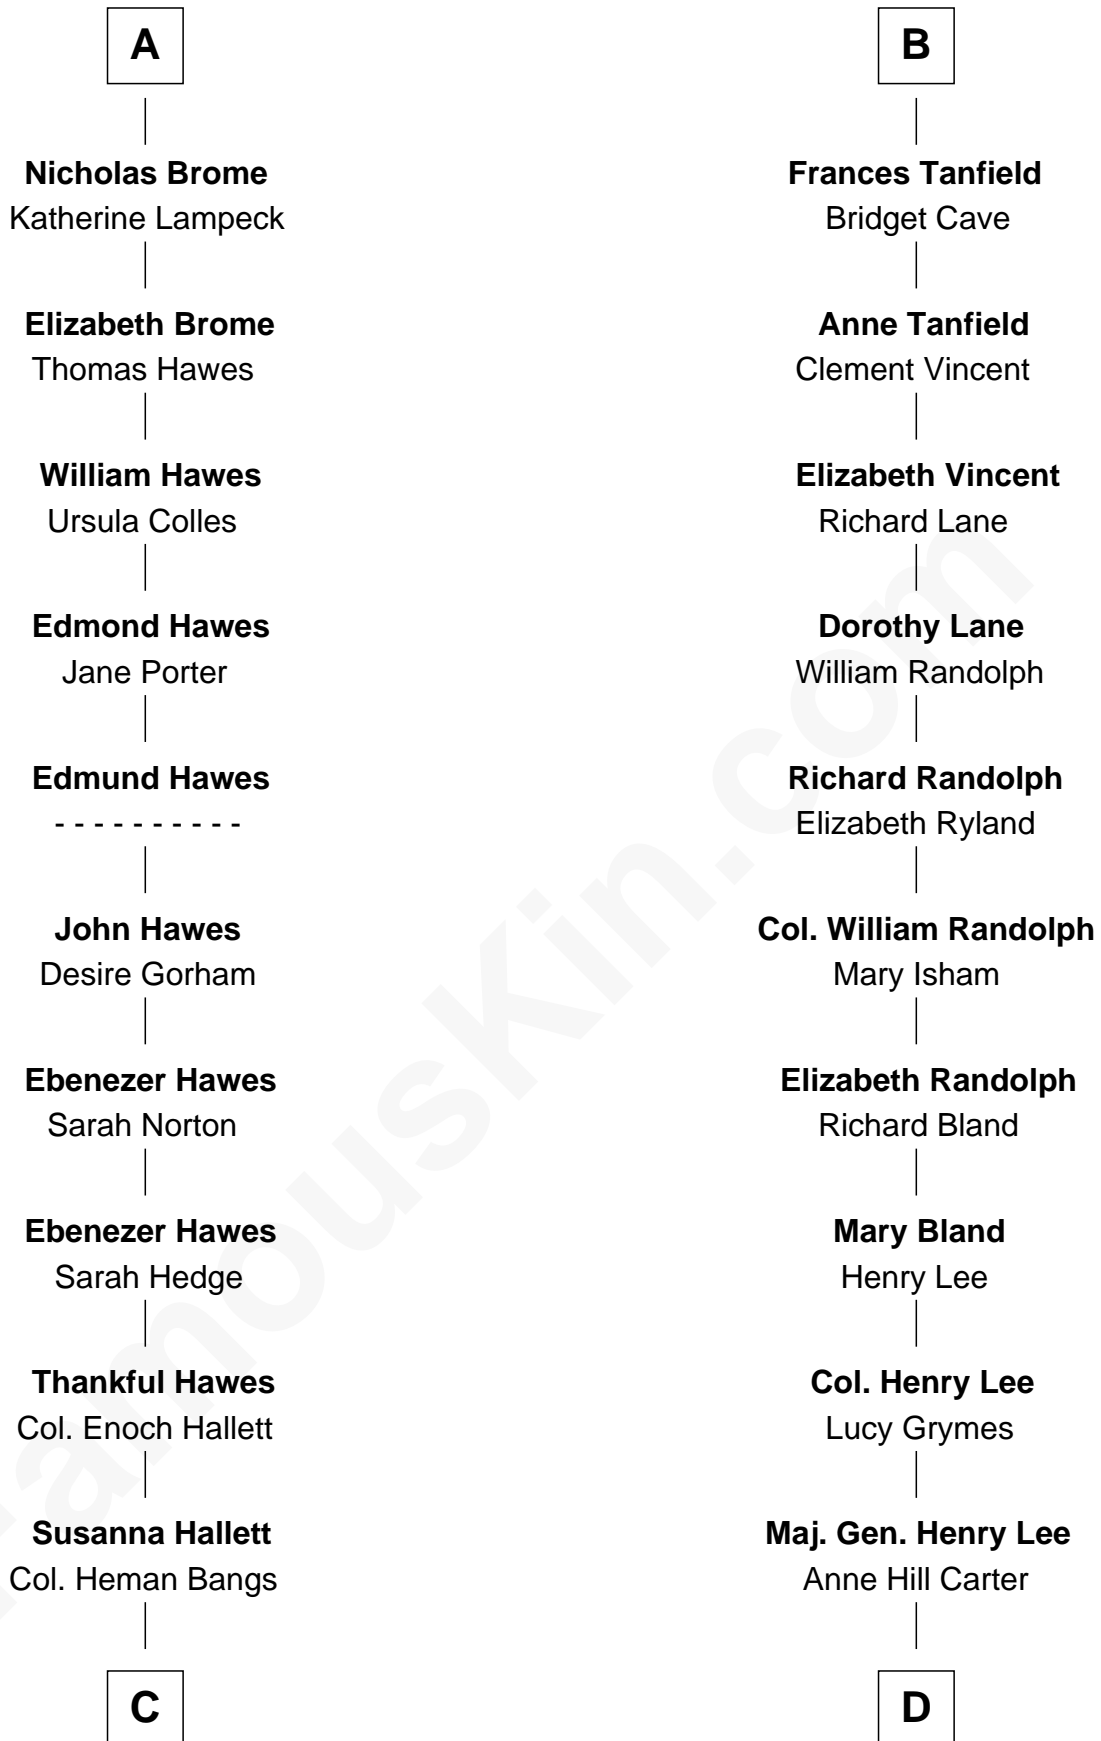 A
Nicholas Brome
Katherine Lampeck
Elizabeth Brome
Thomas Hawes
William Hawes
Ursula Colles
Edmond Hawes
Jane Porter
Edmund Hawes
- - - - - - - - - -
John Hawes
Desire Gorham
Ebenezer Hawes
Sarah Norton
Ebenezer Hawes
Sarah Hedge
Thankful Hawes
Col. Enoch Hallett
Susanna Hallett
Col. Heman Bangs
C
B
Frances Tanfield
Bridget Cave
Anne Tanfield
Clement Vincent
Elizabeth Vincent
Richard Lane
Dorothy Lane
William Randolph
Richard Randolph
Elizabeth Ryland
Col. William Randolph
Mary Isham
Elizabeth Randolph
Richard Bland
Mary Bland
Henry Lee
Col. Henry Lee
Lucy Grymes
Maj. Gen. Henry Lee
Anne Hill Carter
D
FamousKin.com